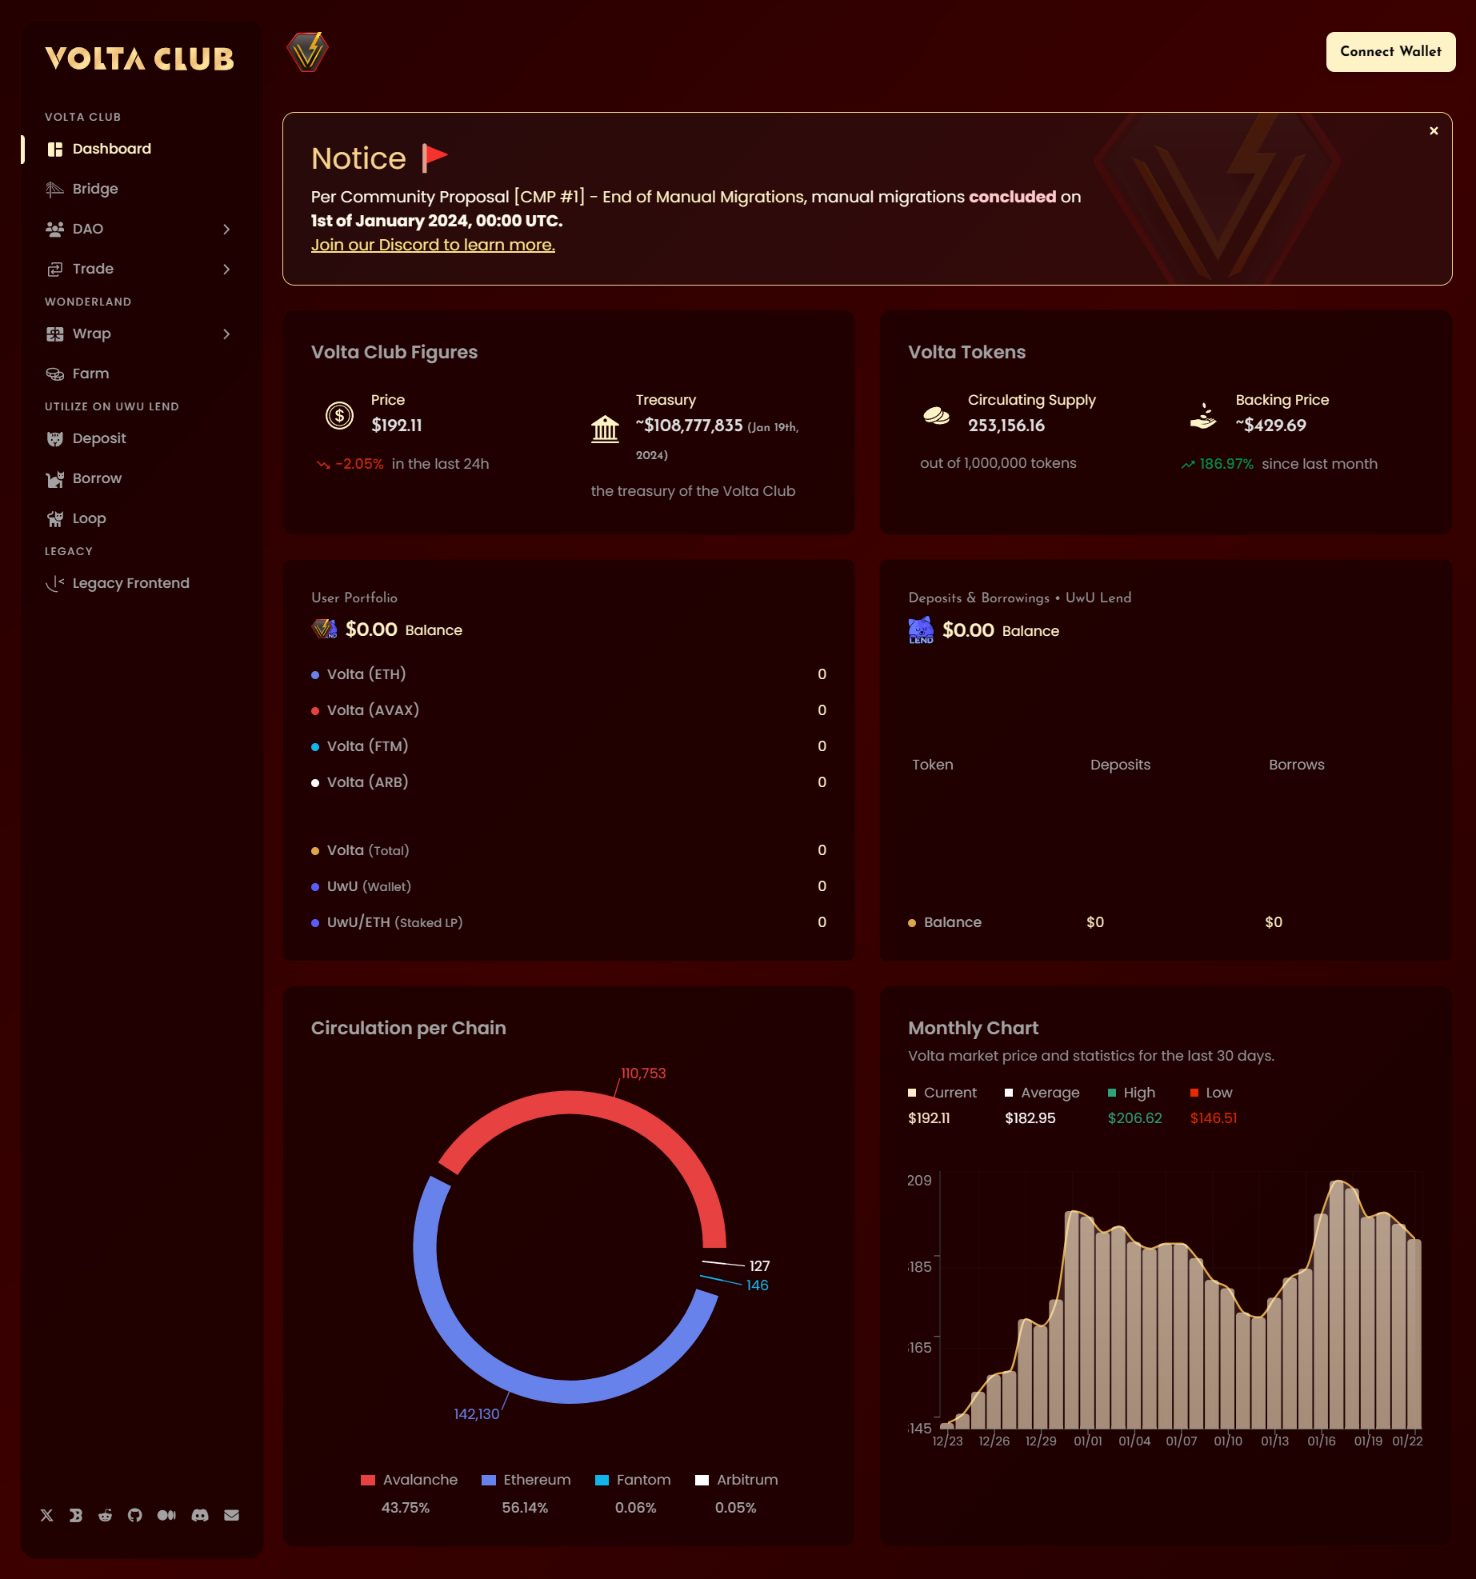 VOLTA CLUB
Connect Wallet
VOLTA CLUB
Dashboard
Bridge
DAO
Trade
WONDERLAND
Wrap
Farm
UTILIZE ON UWU LEND
Deposit
Borrow
Loop
LEGACY
Legacy Frontend
Notice
Per Community Proposal [CMP #1] - End of Manual Migrations, manual migrations concluded on
1st of January 2024, 00:00 UTC.
Join our Discord to learn more.
Volta Club Figures
Price
$192.11
-2.05% in the last 24h
Treasury
~$108,777,835 (Jan 19th,
2024)
the treasury of the Volta Club
Volta Tokens
Circulating Supply
253,156.16
out of 1,000,000 tokens
Backing Price
~$429.69
186.97% since last month
User Portfolio
$0.00 Balance
Volta (ETH) 0
Volta (AVAX) 0
Volta (FTM) 0
Volta (ARB) 0
Volta (Total) 0
UwU (Wallet) 0
UwU/ETH (Staked LP) 0
Deposits & Borrowings • UwU Lend
LEND
$0.00 Balance
Token Deposits Borrows
Balance $0 $0
Circulation per Chain
110,753
127
146
142,130
Avalanche Ethereum Fantom Arbitrum
43.75% 56.14% 0.06% 0.05%
Monthly Chart
Volta market price and statistics for the last 30 days.
Current Average High Low
$192.11 $182.95 $206.62 $146.51
209
185
165
145
12/23 12/26 12/29 01/01 01/04 01/07 01/10 01/13 01/16 01/19 01/22